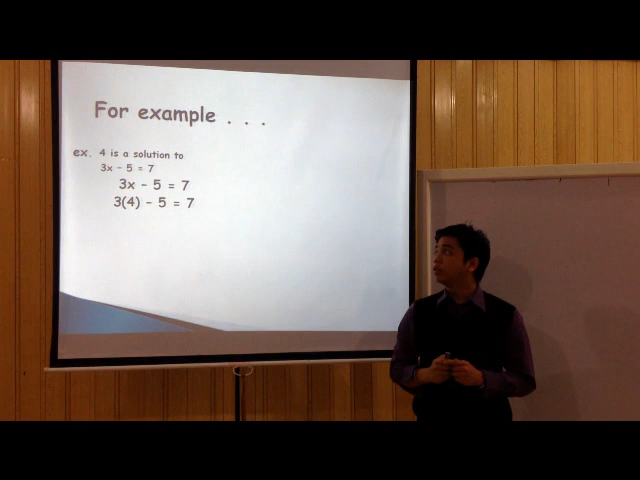 For example . . .
ex. 4 is a solution to
3x – 5 = 7
3x – 5 = 7
3(4) – 5 = 7